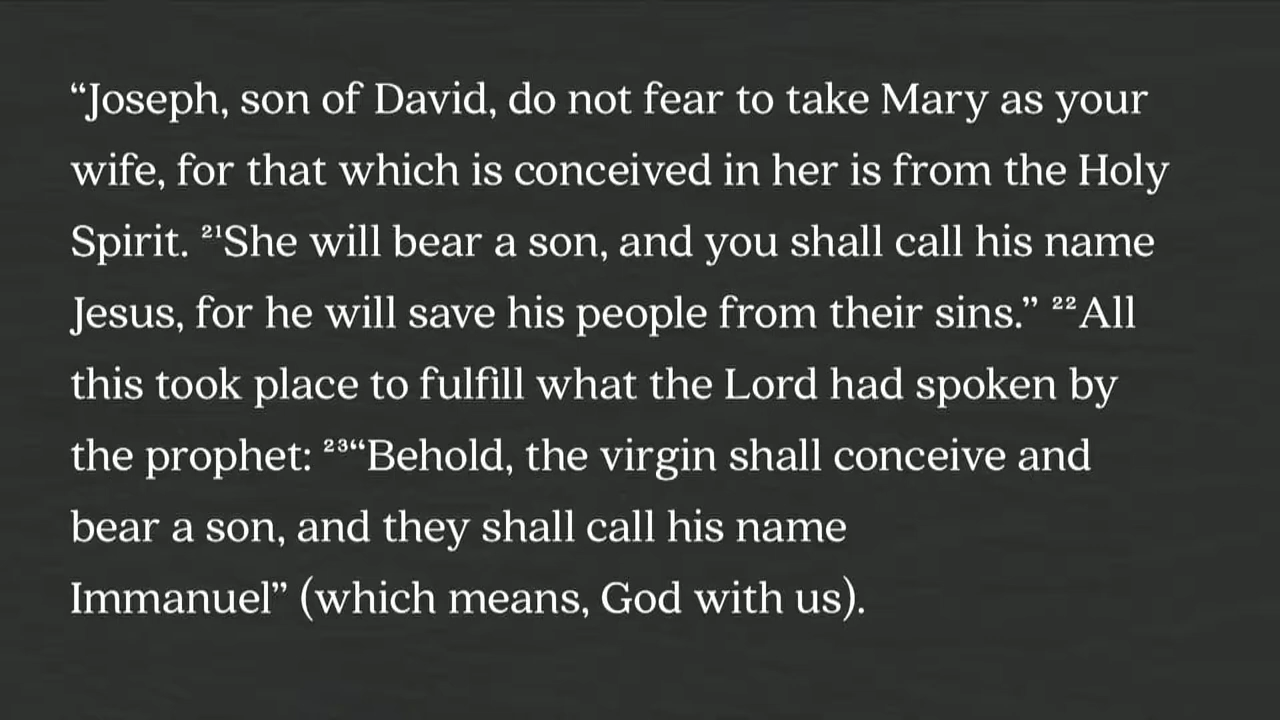 “Joseph, son of David, do not fear to take Mary as your
wife, for that which is conceived in her is from the Holy
Spirit. ²¹She will bear a son, and you shall call his name
Jesus, for he will save his people from their sins.” ²²All
this took place to fulfill what the Lord had spoken by
the prophet: ²³“Behold, the virgin shall conceive and
bear a son, and they shall call his name
Immanuel” (which means, God with us).